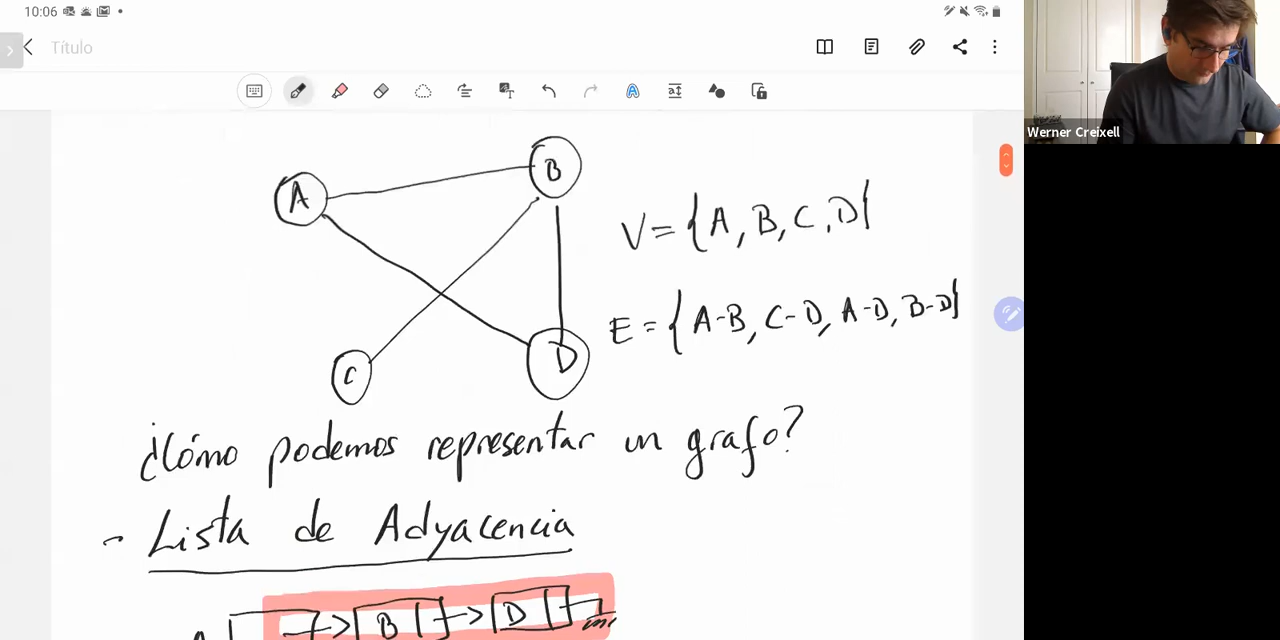 10:06
Título
Werner Creixell
A
B
V = {A, B, C, D}
E = {A-B, C-D, A-D, B-D}
C
D
¿Cómo podemos representar un grafo?
- Lista de Adyacencia
B
D